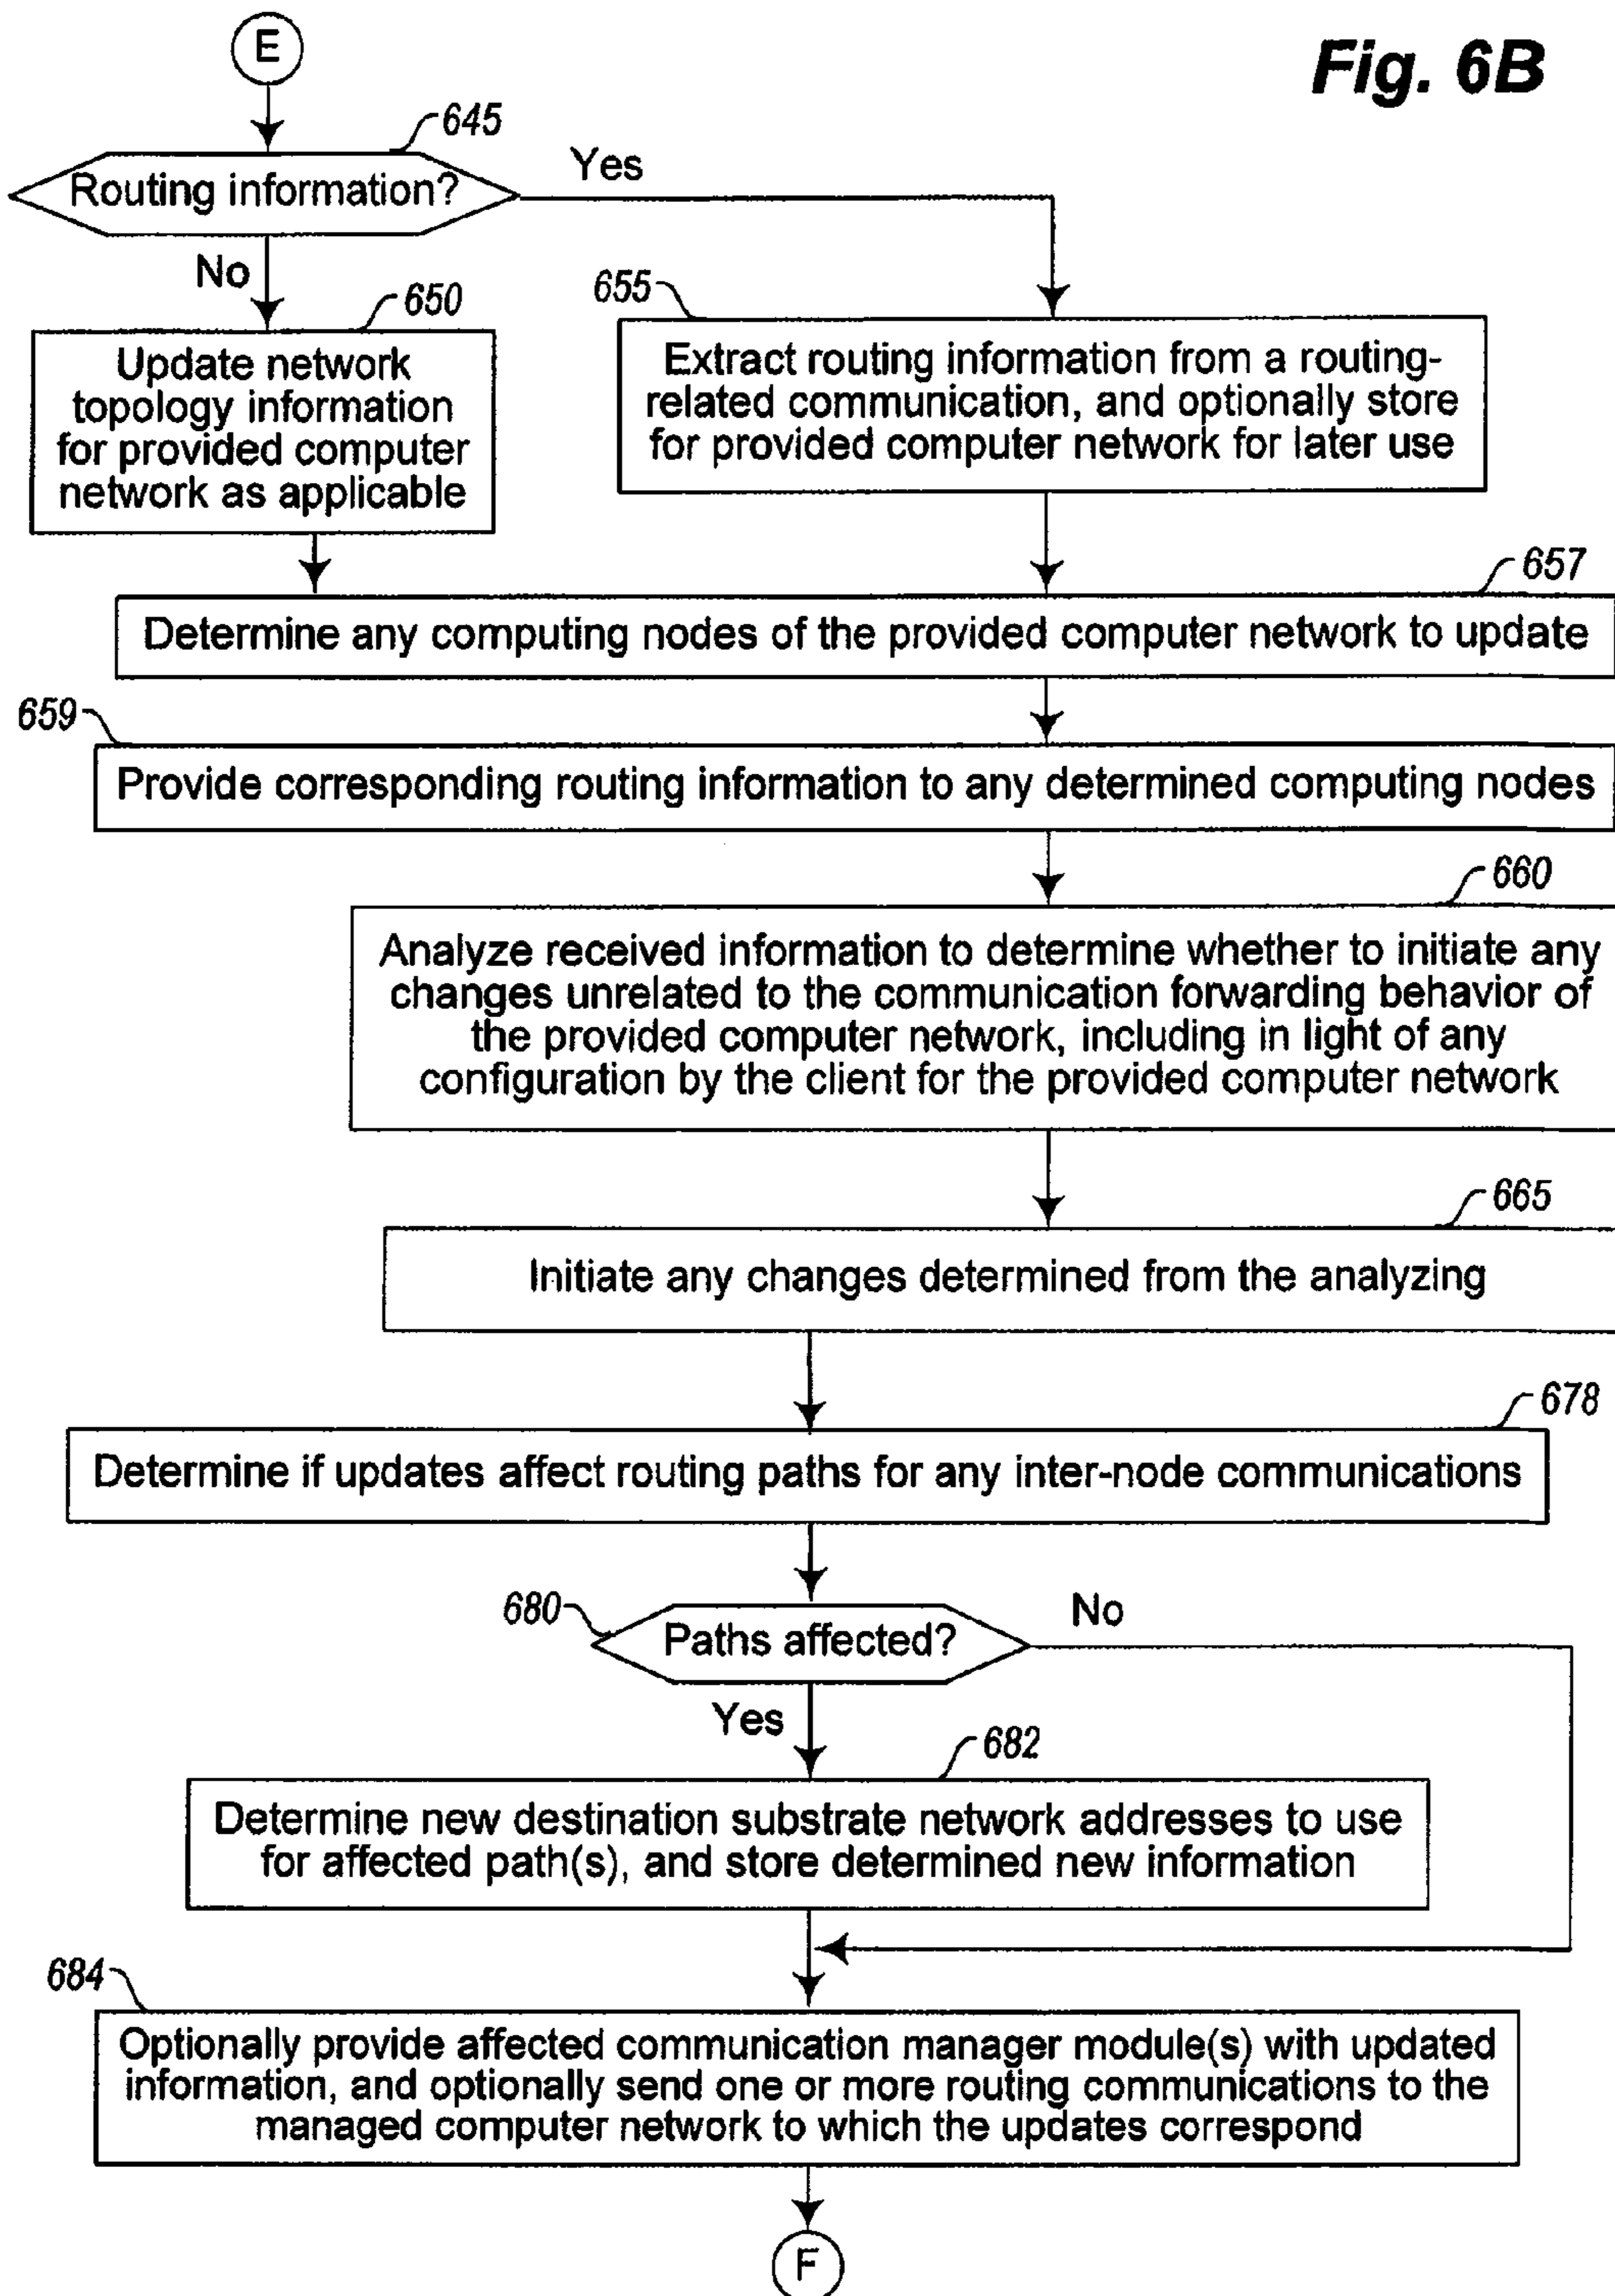 Fig. 6B
E
645
Routing information?
Yes
No
650
655
Update network
topology information
for provided computer
network as applicable
Extract routing information from a routing-
related communication, and optionally store
for provided computer network for later use
657
Determine any computing nodes of the provided computer network to update
659
Provide corresponding routing information to any determined computing nodes
660
Analyze received information to determine whether to initiate any
changes unrelated to the communication forwarding behavior of
the provided computer network, including in light of any
configuration by the client for the provided computer network
665
Initiate any changes determined from the analyzing
678
Determine if updates affect routing paths for any inter-node communications
680
Paths affected?
No
Yes
682
Determine new destination substrate network addresses to use
for affected path(s), and store determined new information
684
Optionally provide affected communication manager module(s) with updated
information, and optionally send one or more routing communications to the
managed computer network to which the updates correspond
F